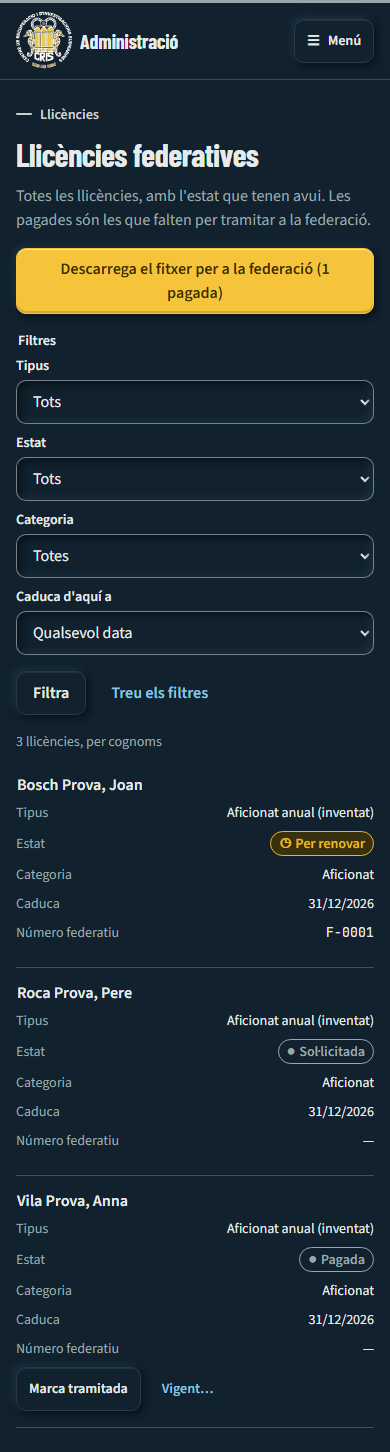 CRIS
Administració
☰ Menú
— Llicències
Llicències federatives
Totes les llicències, amb l'estat que tenen avui. Les
pagades són les que falten per tramitar a la federació.
Descarrega el fitxer per a la federació (1
pagada)
Filtres
Tipus
Tots
Estat
Tots
Categoria
Totes
Caduca d'aquí a
Qualsevol data
Filtra Treu els filtres
3 llicències, per cognoms
Bosch Prova, Joan
Tipus Aficionat anual (inventat)
Estat Per renovar
Categoria Aficionat
Caduca 31/12/2026
Número federatiu F-0001
Roca Prova, Pere
Tipus Aficionat anual (inventat)
Estat Sol·licitada
Categoria Aficionat
Caduca 31/12/2026
Número federatiu —
Vila Prova, Anna
Tipus Aficionat anual (inventat)
Estat Pagada
Categoria Aficionat
Caduca 31/12/2026
Número federatiu —
Marca tramitada Vigent...